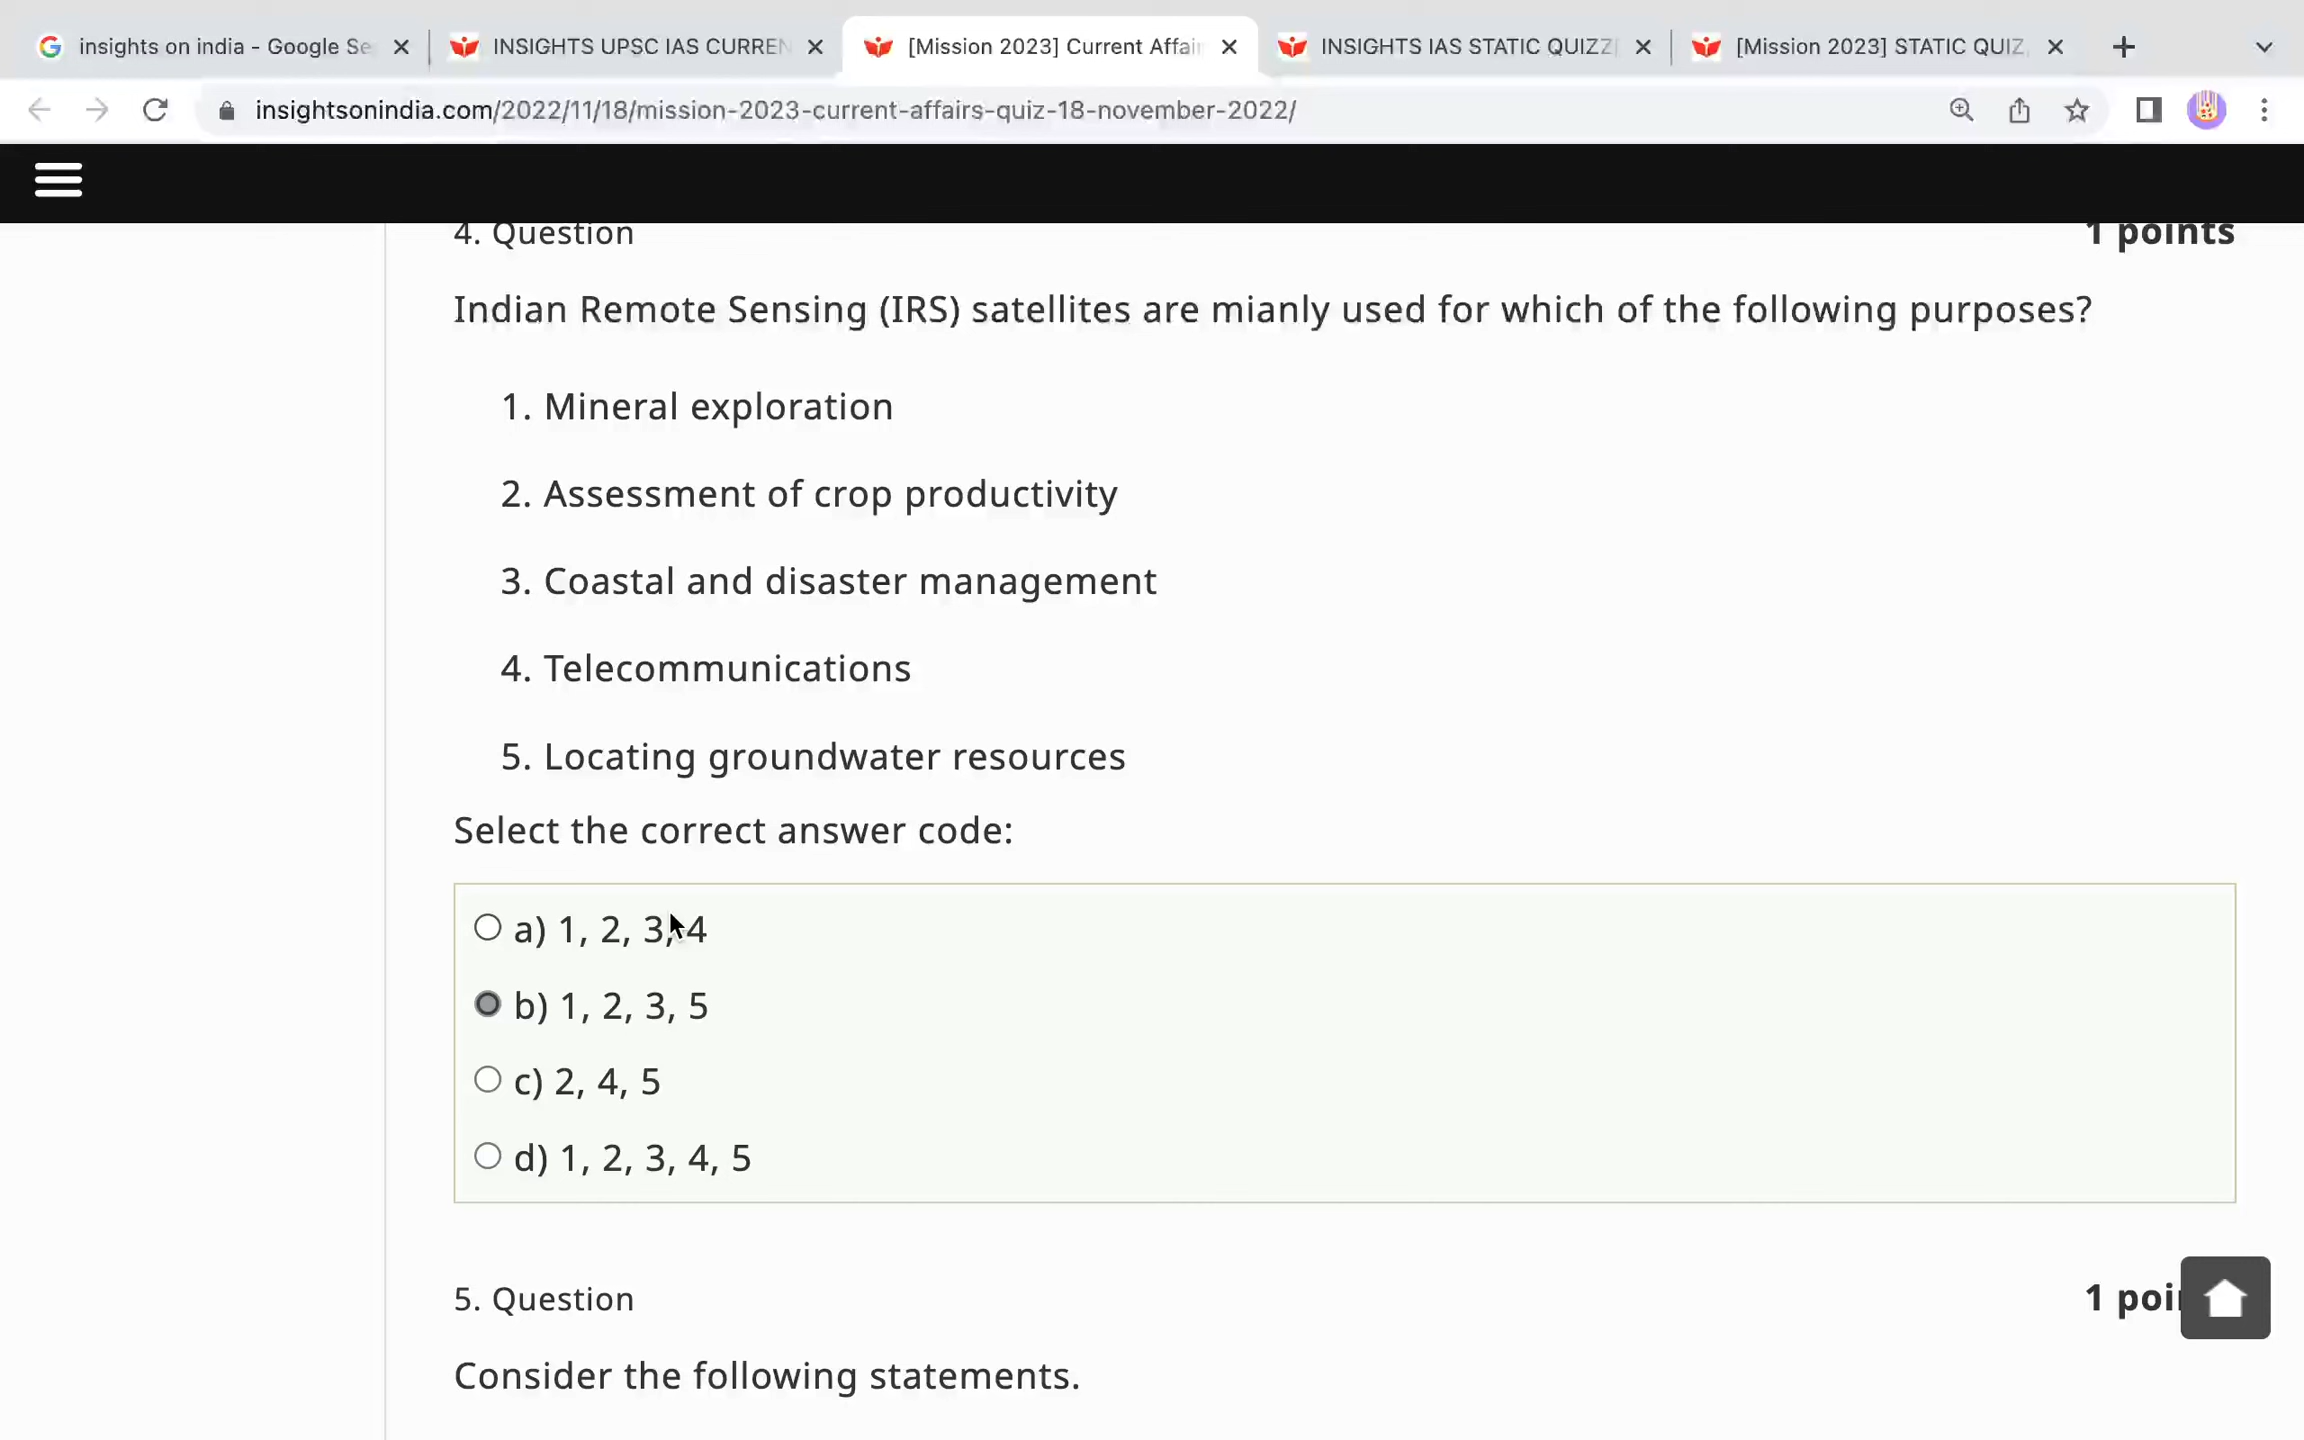 insights on india - Google Se
INSIGHTS UPSC IAS CURREN
[Mission 2023] Current Affai
INSIGHTS IAS STATIC QUIZZ
[Mission 2023] STATIC QUIZ,
insightsonindia.com/2022/11/18/mission-2023-current-affairs-quiz-18-november-2022/
4. Question
1 points
Indian Remote Sensing (IRS) satellites are mianly used for which of the following purposes?
1. Mineral exploration
2. Assessment of crop productivity
3. Coastal and disaster management
4. Telecommunications
5. Locating groundwater resources
Select the correct answer code:
a) 1, 2, 3, 4
b) 1, 2, 3, 5
c) 2, 4, 5
d) 1, 2, 3, 4, 5
5. Question
1 poi
Consider the following statements.